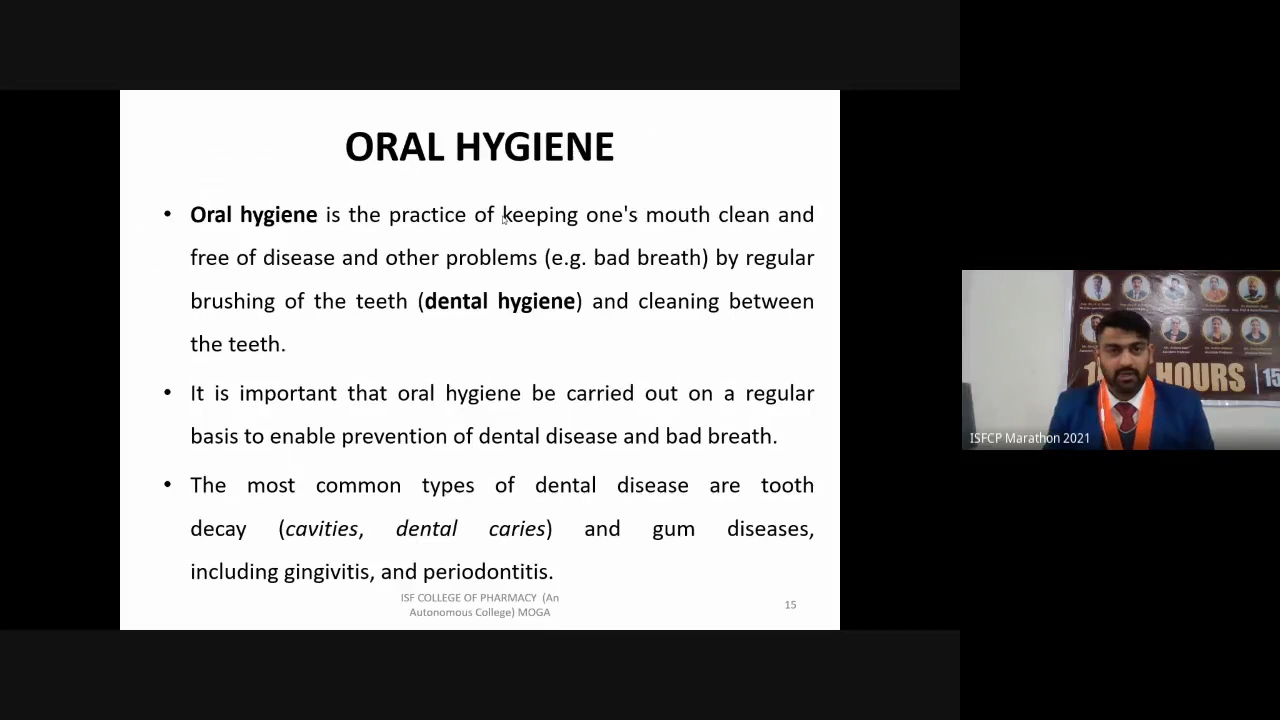 ORAL HYGIENE
• Oral hygiene is the practice of keeping one's mouth clean and
free of disease and other problems (e.g. bad breath) by regular
brushing of the teeth (dental hygiene) and cleaning between
the teeth.
• It is important that oral hygiene be carried out on a regular
basis to enable prevention of dental disease and bad breath.
• The most common types of dental disease are tooth
decay (cavities, dental caries) and gum diseases,
including gingivitis, and periodontitis.
ISF COLLEGE OF PHARMACY (An
Autonomous College) MOGA
15
HOURS
15
ISFCP Marathon 2021